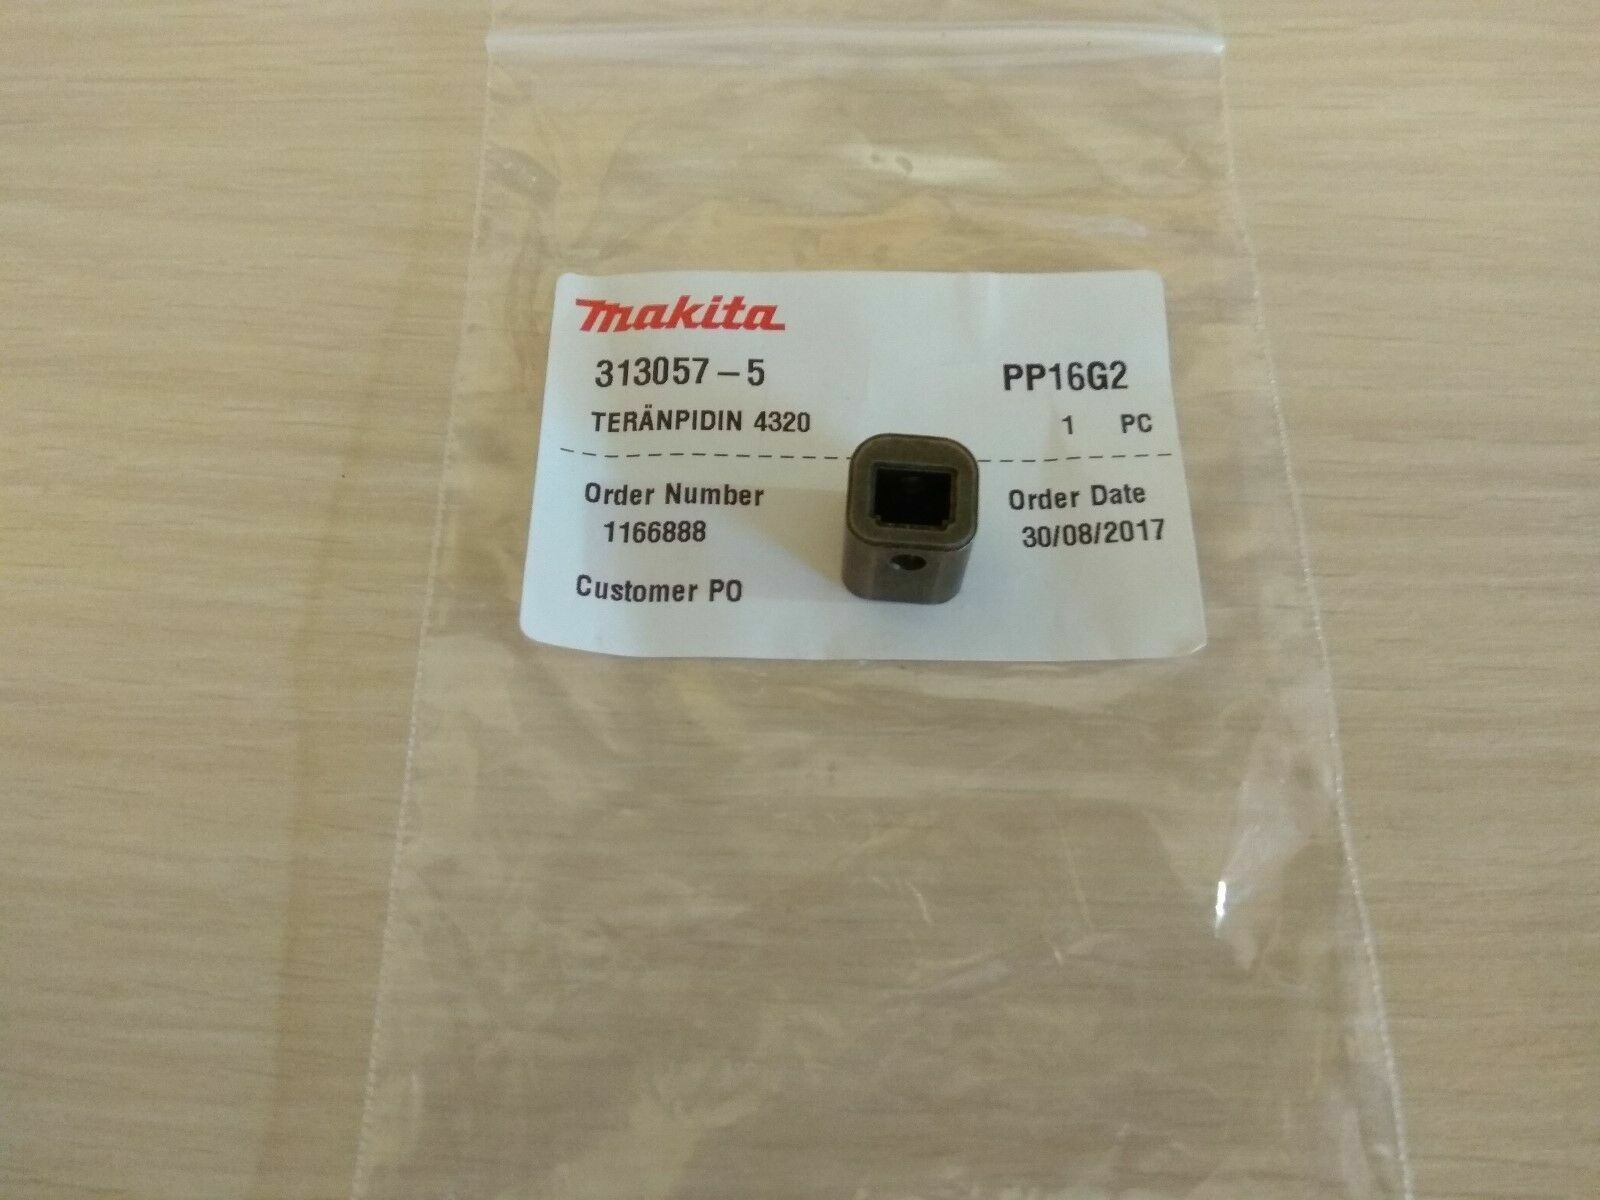 makita
313057-5 PP16G2
TERÄNPIDIN 4320 1 PC
Order Number Order Date
1166888 30/08/2017
Customer PO